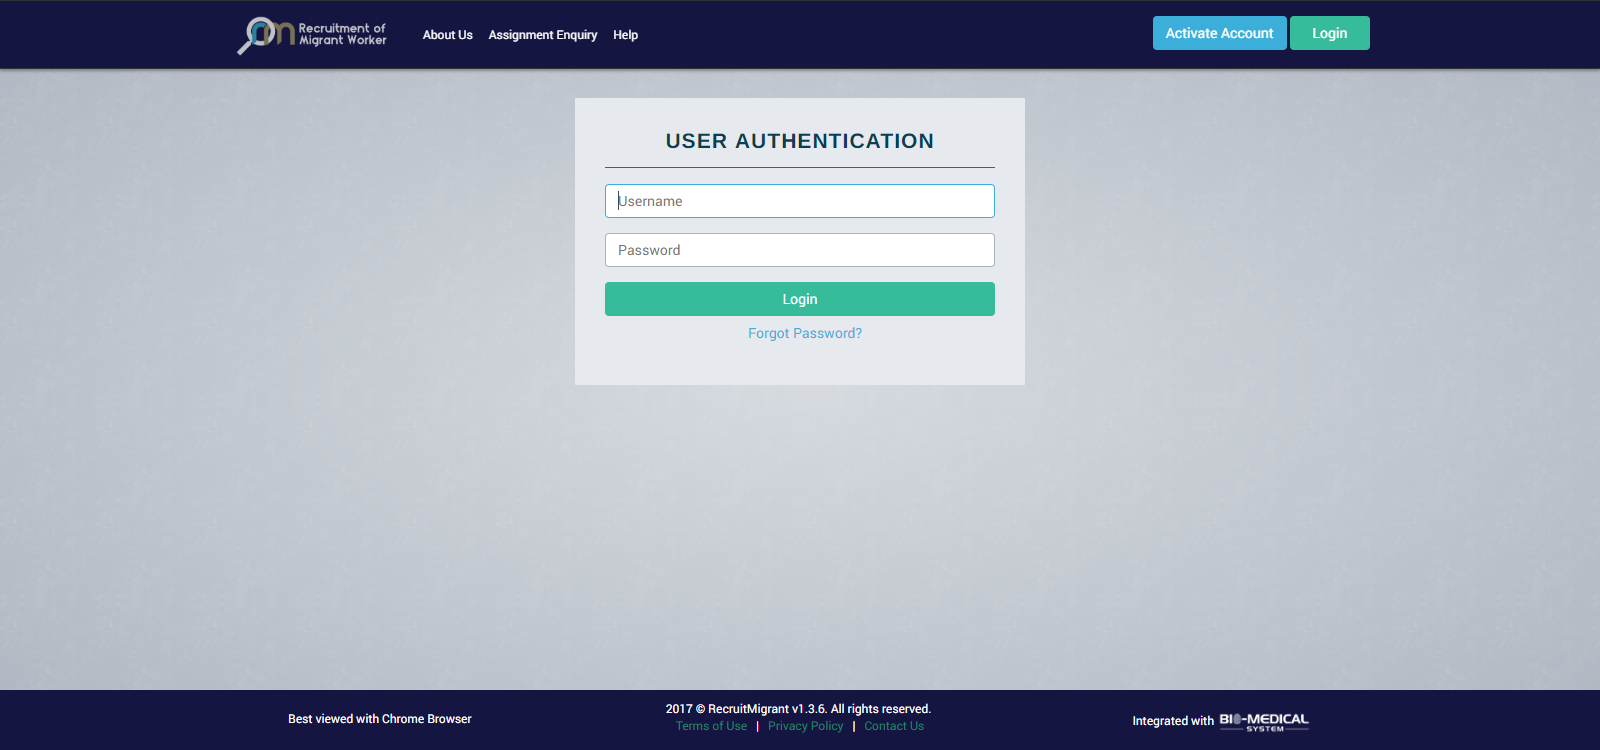 Recruitment of
Migrant Worker
About Us Assignment Enquiry Help
Activate Account Login
USER AUTHENTICATION
Username
Password
Login
Forgot Password?
Best viewed with Chrome Browser
2017 © RecruitMigrant v1.3.6. All rights reserved.
Terms of Use | Privacy Policy | Contact Us
Integrated with BIO-MEDICAL
SYSTEM